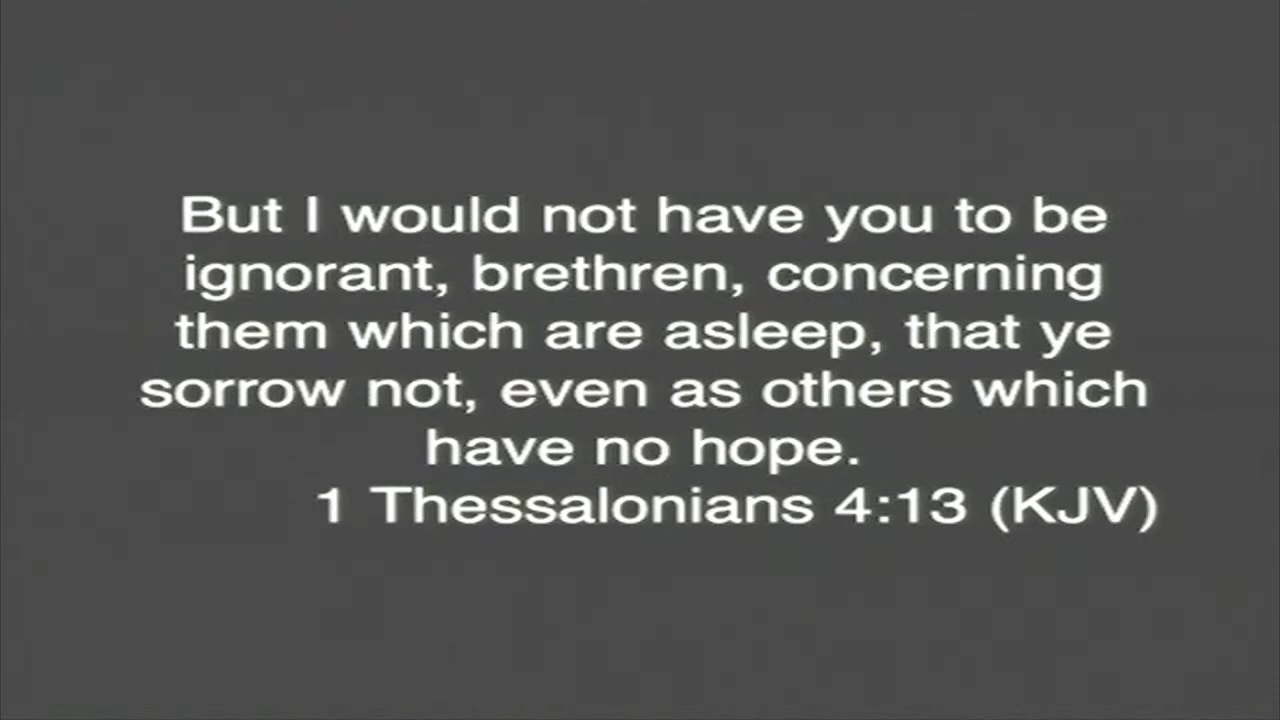 But I would not have you to be
ignorant, brethren, concerning
them which are asleep, that ye
sorrow not, even as others which
have no hope.
1 Thessalonians 4:13 (KJV)